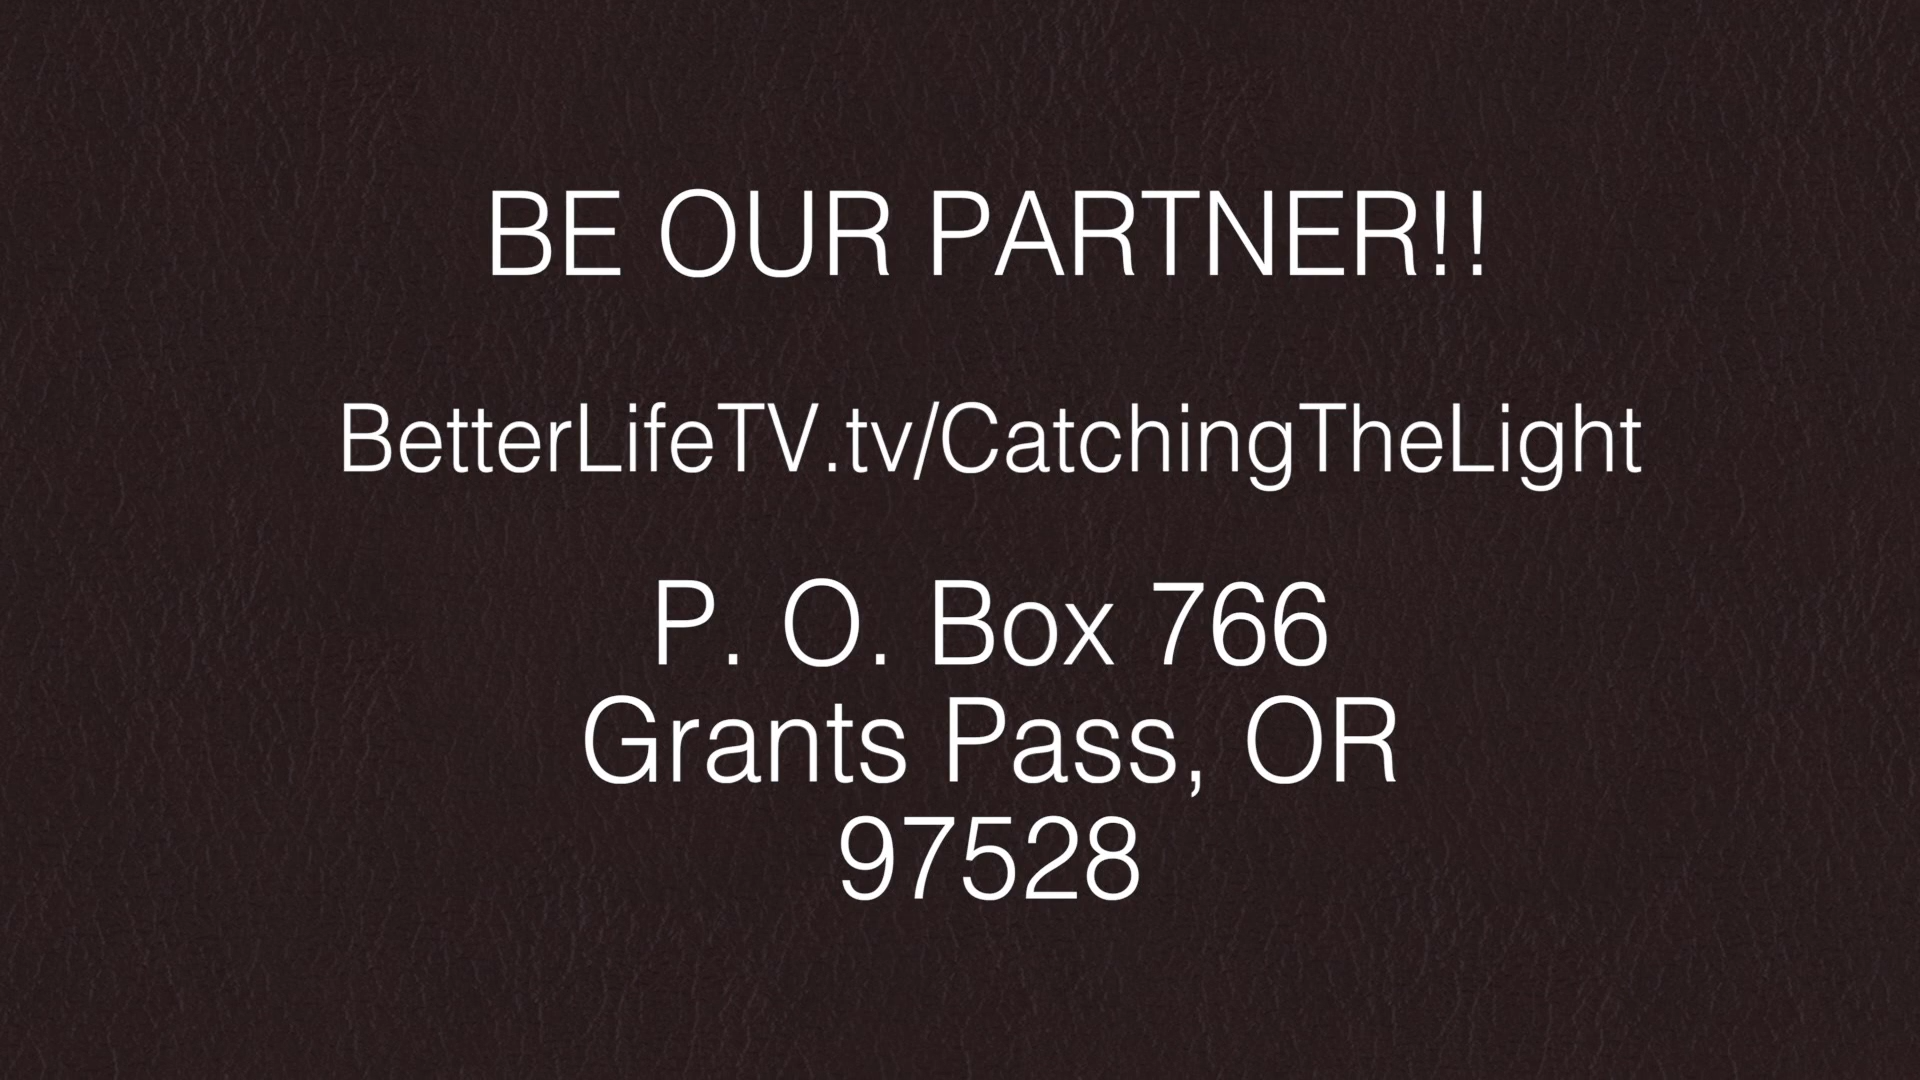 BE OUR PARTNER!!
BetterLifeTV.tv/CatchingTheLight
P. O. Box 766
Grants Pass, OR
97528